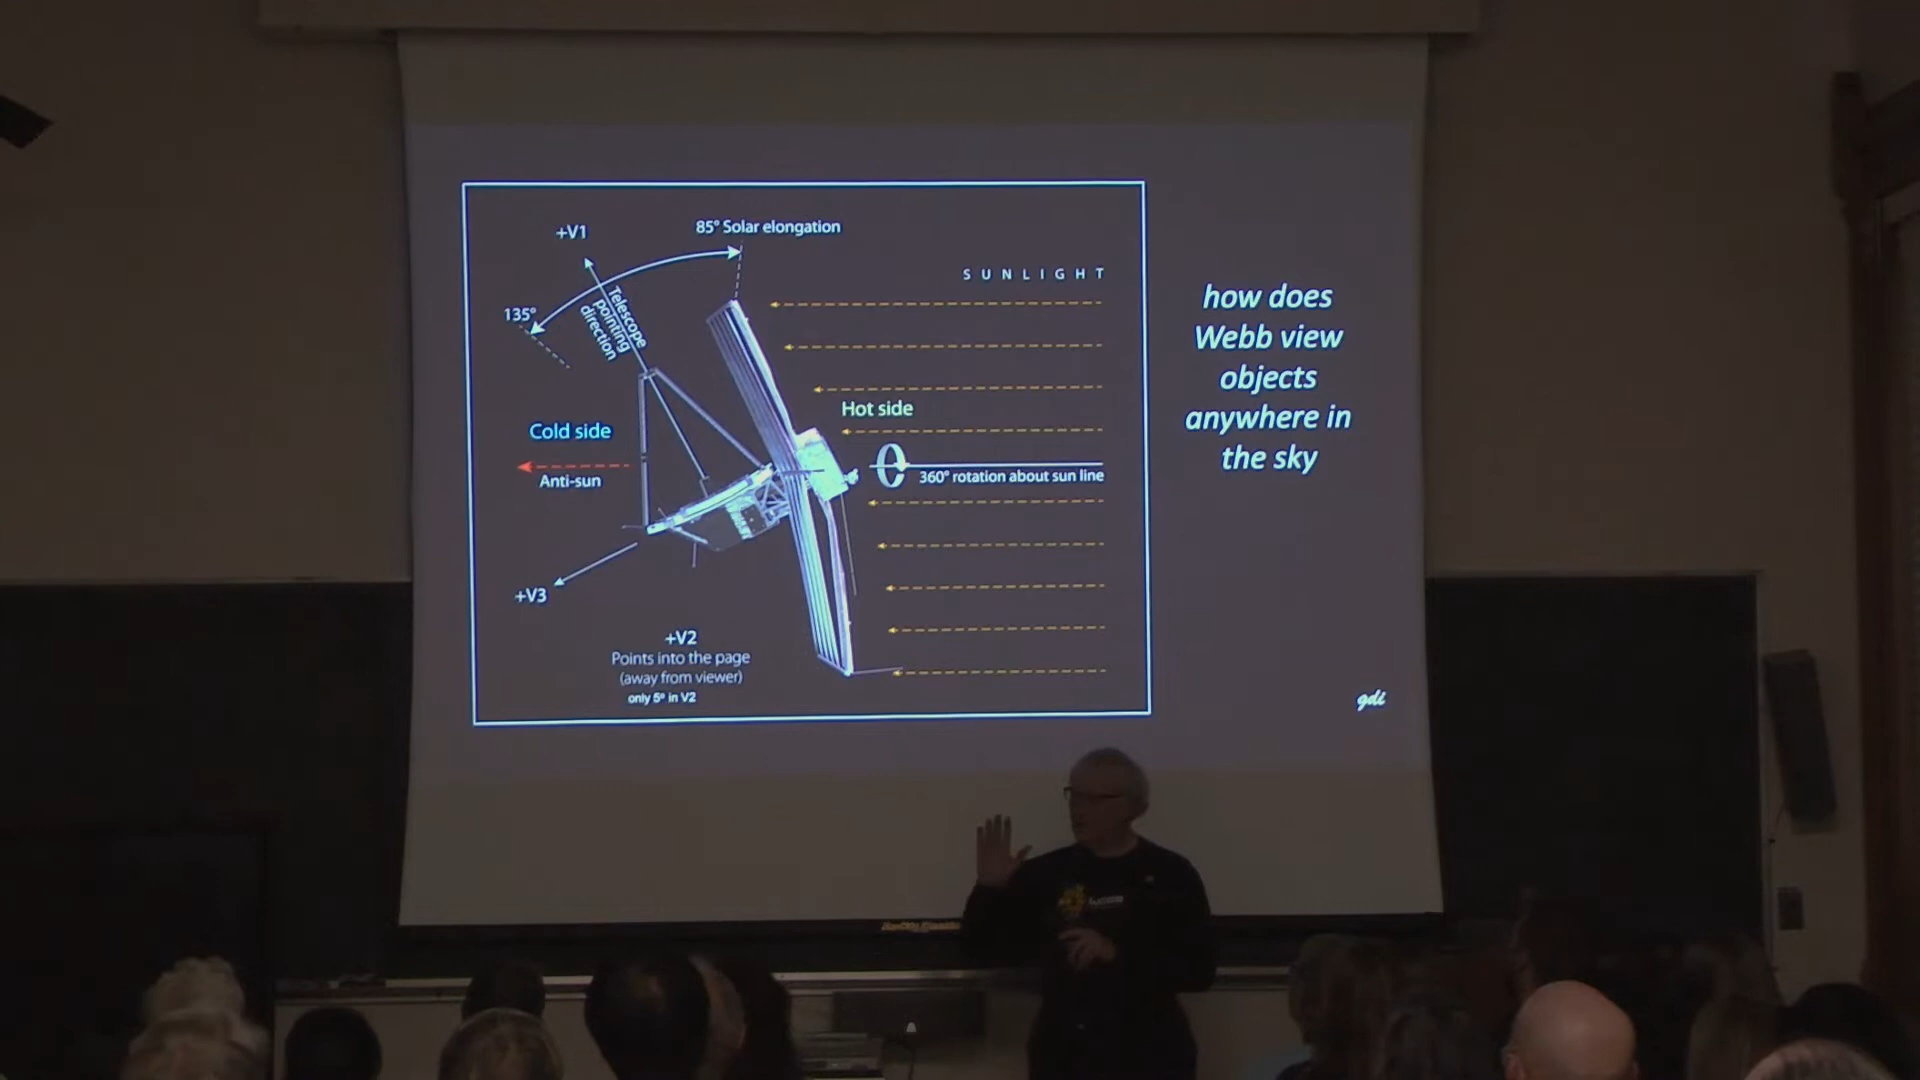 +V1
85° Solar elongation
SUNLIGHT
135°
Telescope
pointing
direction
Hot side
Cold side
Anti-sun
360° rotation about sun line
+V3
+V2
Points into the page
(away from viewer)
only 5° in V2
how does
Webb view
objects
anywhere in
the sky
gdi